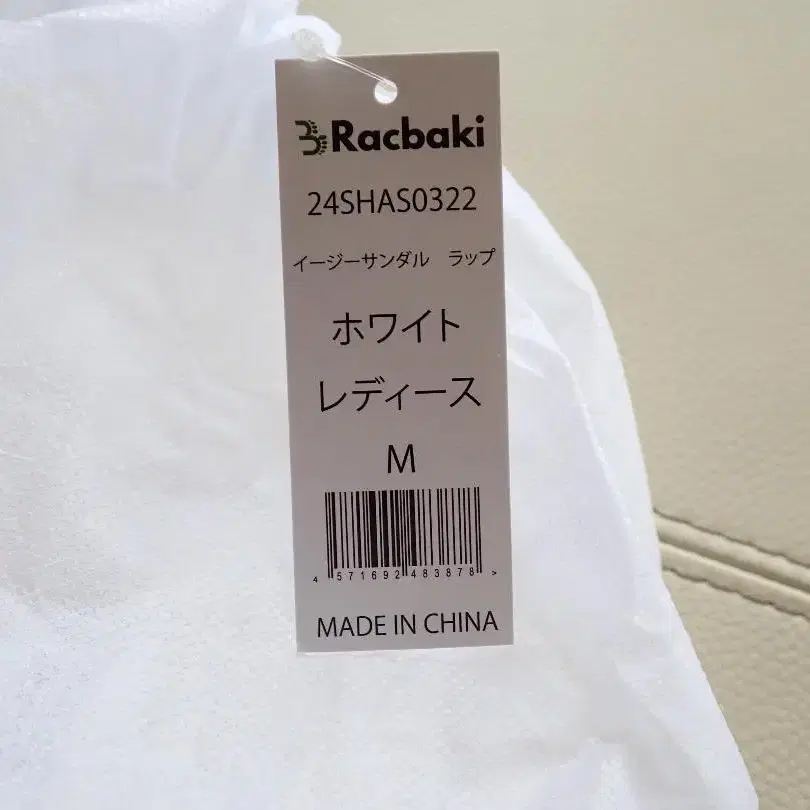 Racbaki
24SHAS0322
イージーサンダル　ラップ
ホワイト
レディース
M
4 571692 483878 >
MADE IN CHINA